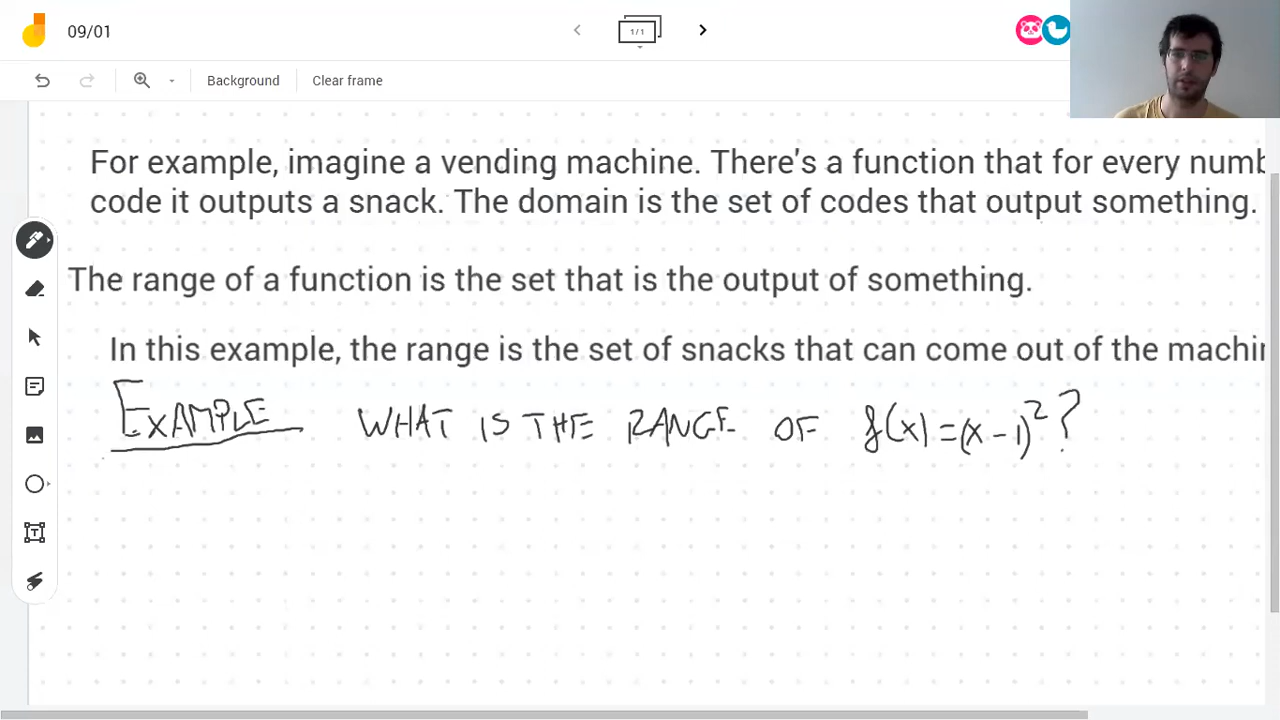 09/01
1/1
Background
Clear frame
For example, imagine a vending machine. There's a function that for every numb
code it outputs a snack. The domain is the set of codes that output something.
The range of a function is the set that is the output of something.
In this example, the range is the set of snacks that can come out of the machin
EXAMPLE WHAT IS THE RANGE OF f(x)=(x-1)²?